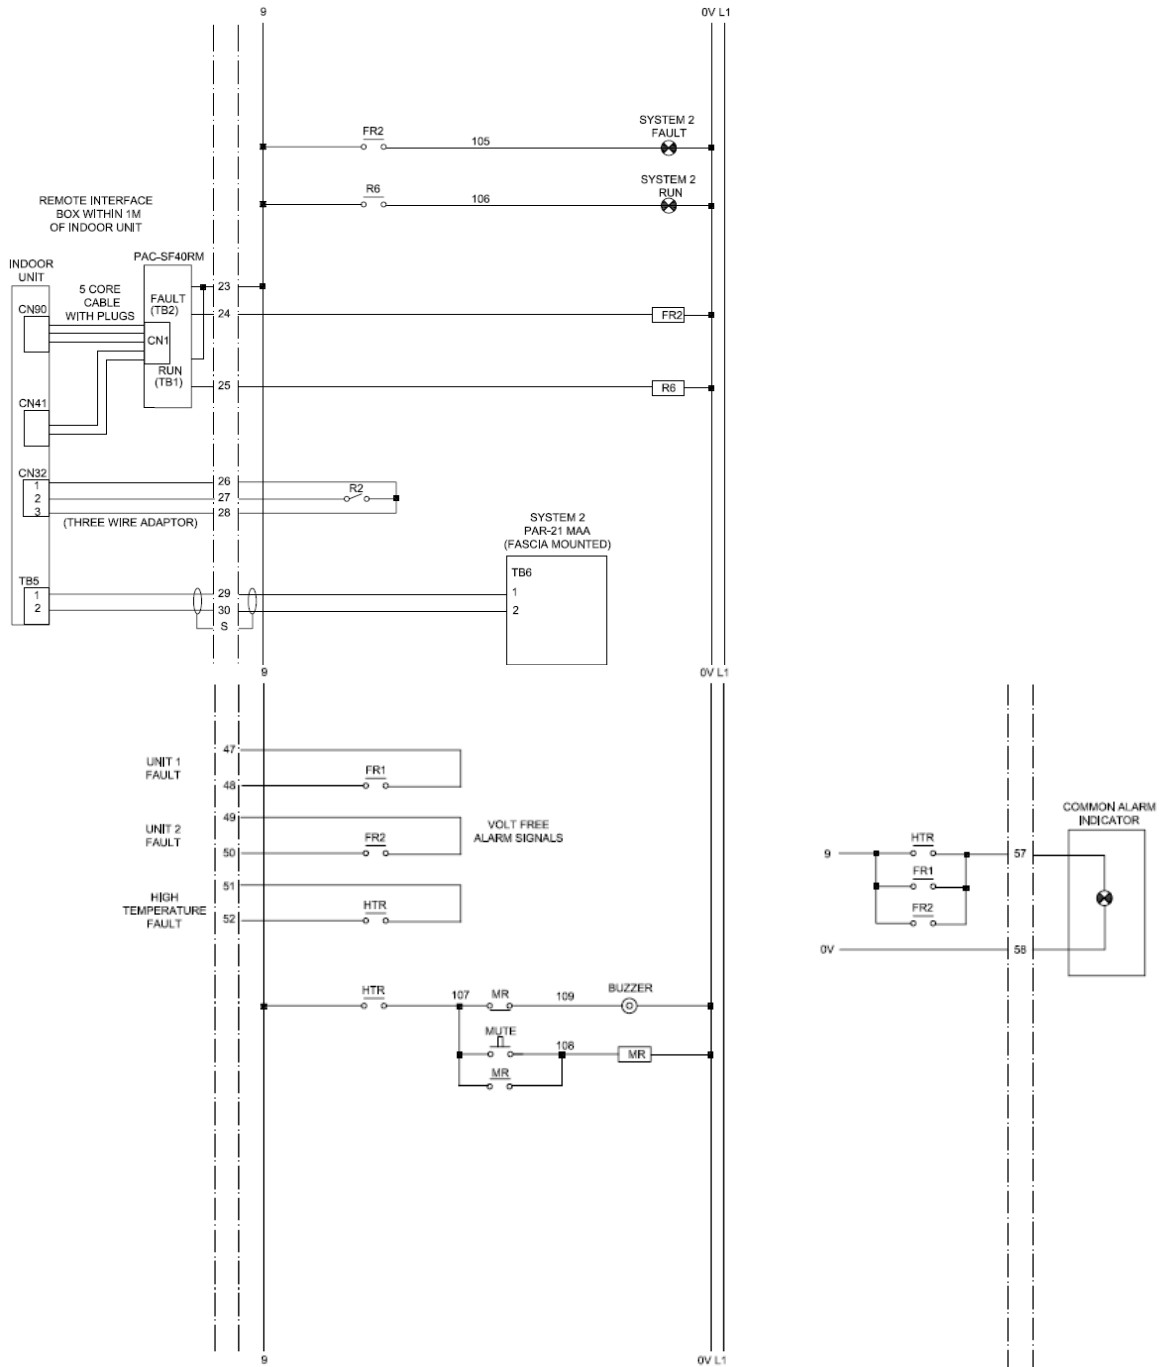 9
0V L1
SYSTEM 2
FAULT
FR2
105
SYSTEM 2
RUN
R6
106
REMOTE INTERFACE
BOX WITHIN 1M
OF INDOOR UNIT
PAC-SF40RM
INDOOR
UNIT
5 CORE
CABLE
WITH PLUGS
CN90
FAULT
(TB2)
CN1
RUN
(TB1)
23
24
FR2
25
R6
CN41
CN32
1
2
3
(THREE WIRE ADAPTOR)
26
27
28
R2
SYSTEM 2
PAR-21 MAA
(FASCIA MOUNTED)
TB6
1
2
TB5
1
2
29
30
S
9
0V L1
UNIT 1
FAULT
47
48
FR1
UNIT 2
FAULT
49
50
FR2
VOLT FREE
ALARM SIGNALS
HIGH
TEMPERATURE
FAULT
51
52
HTR
COMMON ALARM
INDICATOR
9
HTR
57
FR1
FR2
0V
58
HTR
107
MR
109
BUZZER
MUTE
108
MR
MR
9
0V L1